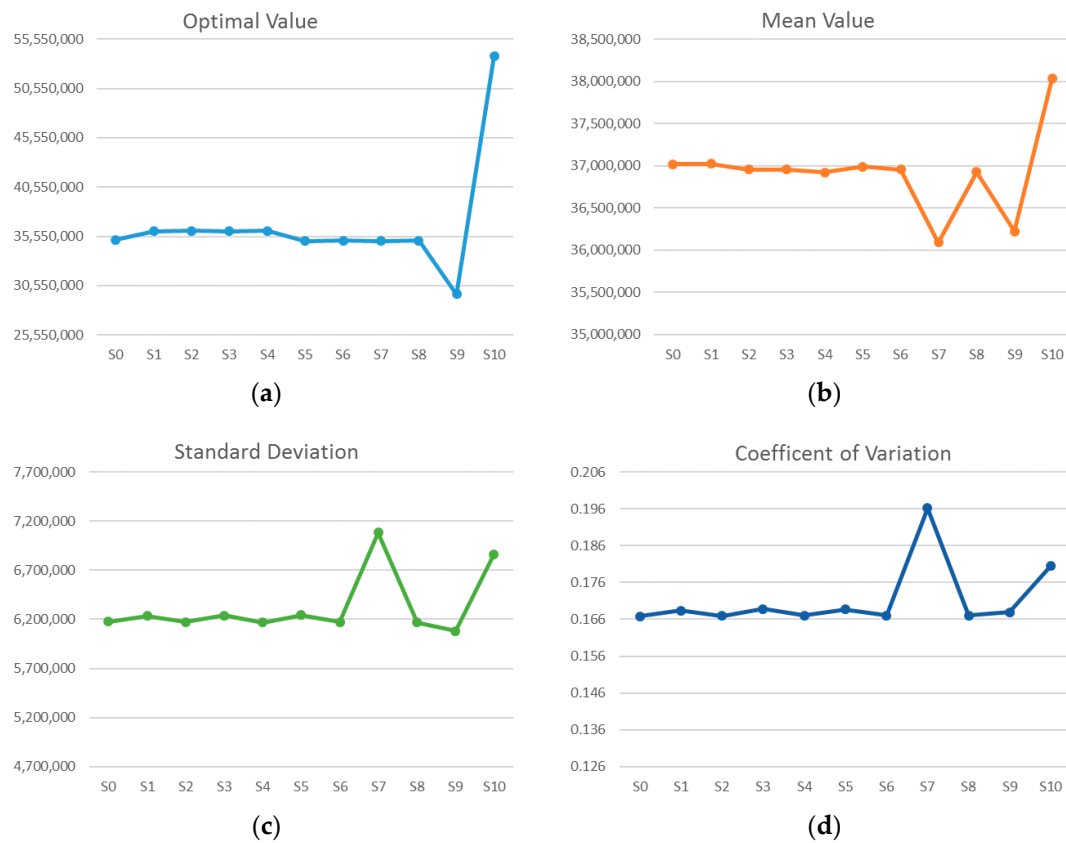 Optimal Value
55,550,000
50,550,000
45,550,000
40,550,000
35,550,000
30,550,000
25,550,000
S0 S1 S2 S3 S4 S5 S6 S7 S8 S9 S10
(a)
Mean Value
38,500,000
38,000,000
37,500,000
37,000,000
36,500,000
36,000,000
35,500,000
35,000,000
S0 S1 S2 S3 S4 S5 S6 S7 S8 S9 S10
(b)
Standard Deviation
7,700,000
7,200,000
6,700,000
6,200,000
5,700,000
5,200,000
4,700,000
S0 S1 S2 S3 S4 S5 S6 S7 S8 S9 S10
(c)
Coefficent of Variation
0.206
0.196
0.186
0.176
0.166
0.156
0.146
0.136
0.126
S0 S1 S2 S3 S4 S5 S6 S7 S8 S9 S10
(d)